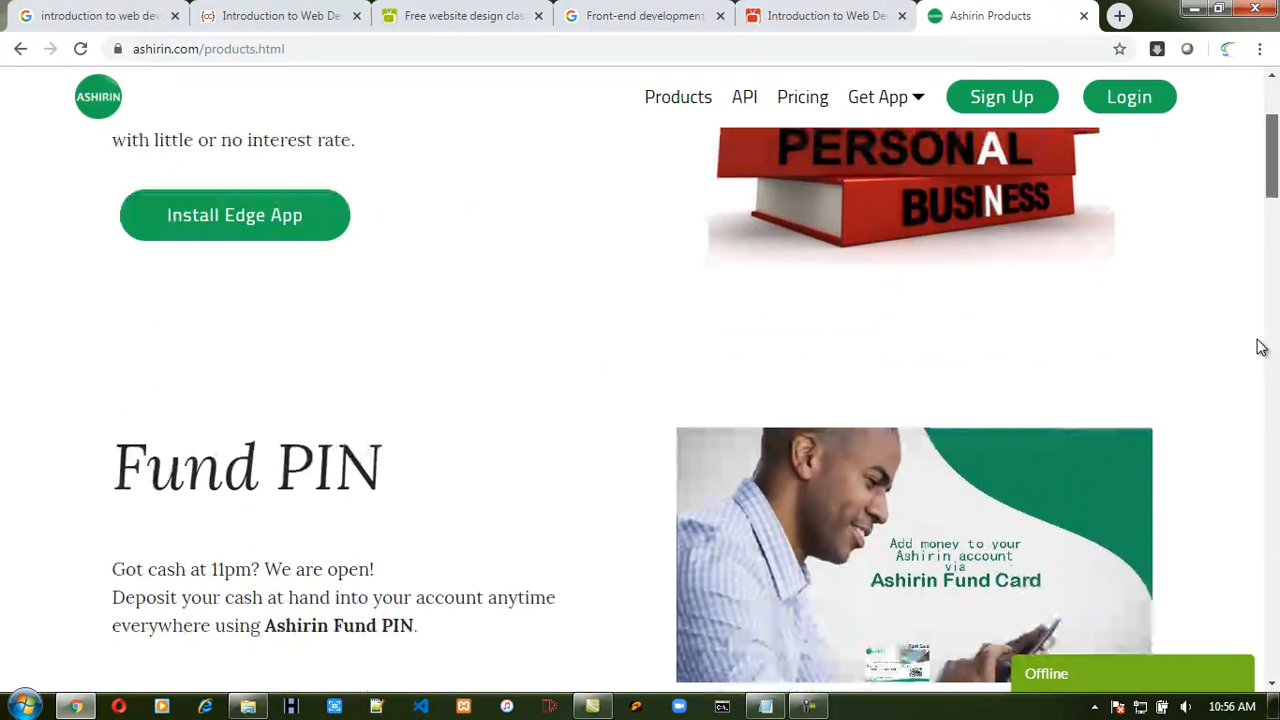 introduction to web de
Introduction to Web De
Free website design cla
Front-end development
Introduction to Web De
Ashirin Products
ashirin.com/products.html
ASHIRIN
Products
API
Pricing
Get App
Sign Up
Login
with little or no interest rate.
PERSONAL
BUSINESS
Install Edge App
Fund PIN
Add money to your
Ashirin account
via
Ashirin Fund Card
Got cash at 11pm? We are open!
Deposit your cash at hand into your account anytime
everywhere using Ashirin Fund PIN.
Offline
10:56 AM